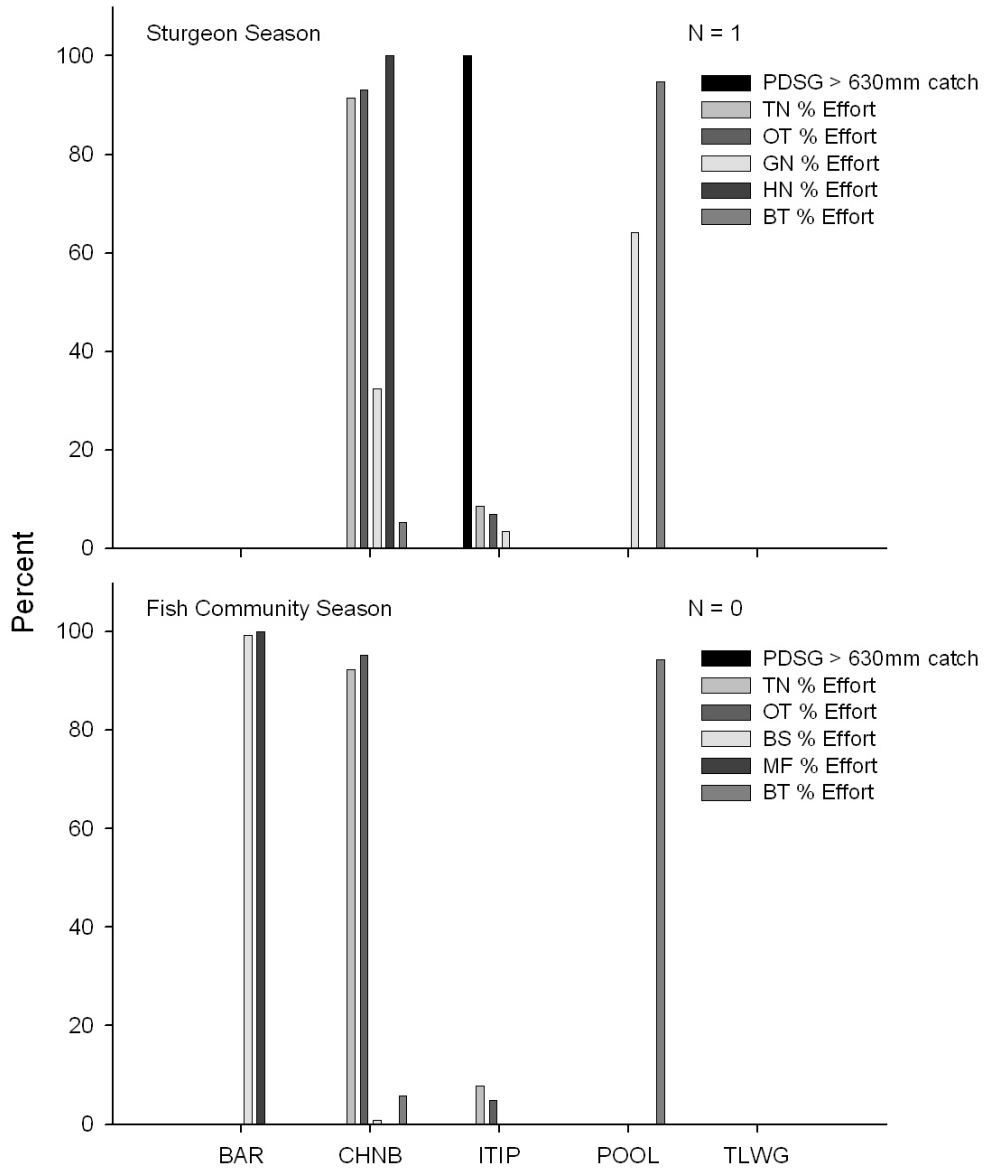 Sturgeon Season
N = 1
100
80
60
40
20
0
PDSG > 630mm catch
TN % Effort
OT % Effort
GN % Effort
HN % Effort
BT % Effort
Percent
Fish Community Season
N = 0
100
80
60
40
20
0
PDSG > 630mm catch
TN % Effort
OT % Effort
BS % Effort
MF % Effort
BT % Effort
BAR CHNB ITIP POOL TLWG